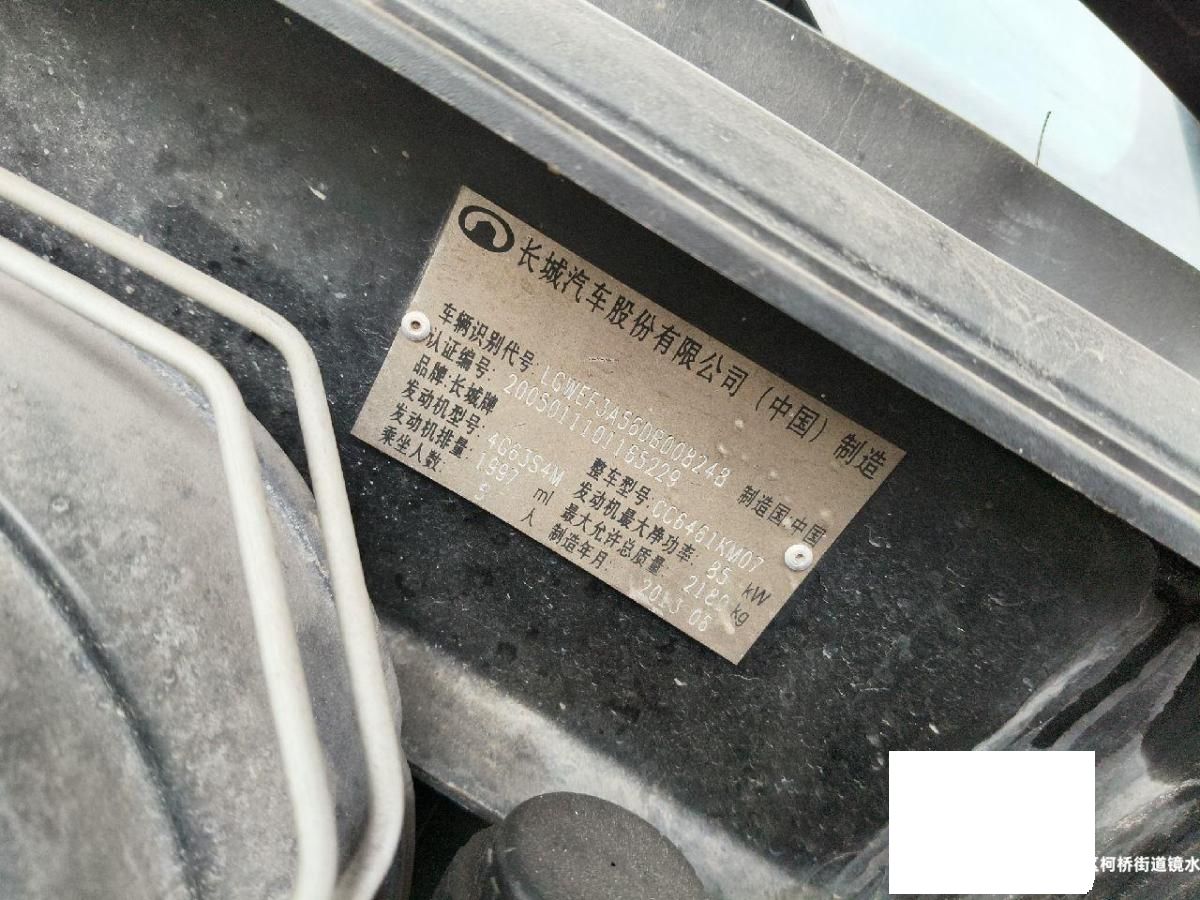 长城汽车股份有限公司（中国）制造
车辆识别代号 LGWEF3A56DB008248 制造国:中国
认证编号: 2005011101165229
品牌:长城牌 整车型号:CC6461KM07
发动机型号: 4G63S4M 发动机最大净功率: 85 kW
发动机排量: 1997 ml 最大允许总质量: 2180 kg
乘坐人数: 5 人 制造年月: 2013 05
柯桥街道镜水